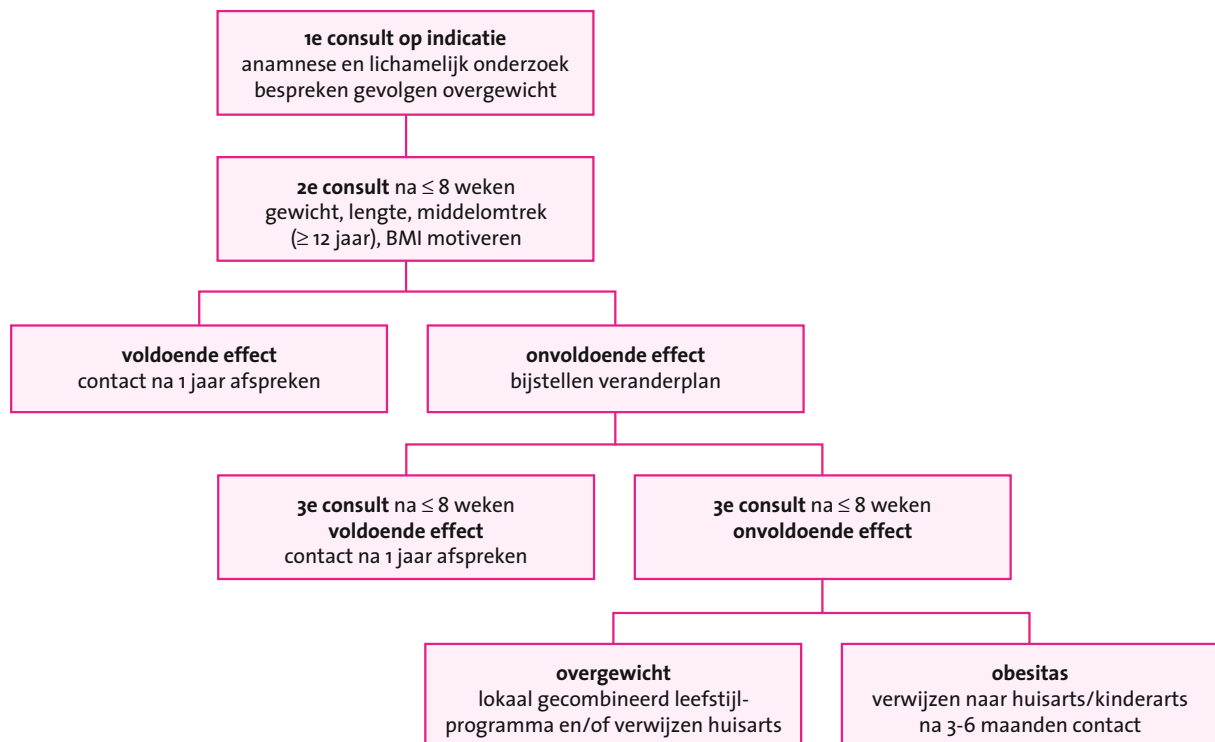 1e consult op indicatie
anamnese en lichamelijk onderzoek
bespreken gevolgen overgewicht
2e consult na ≤ 8 weken
gewicht, lengte, middelomtrek
(≥ 12 jaar), BMI motiveren
voldoende effect
contact na 1 jaar afspreken
onvoldoende effect
bijstellen veranderplan
3e consult na ≤ 8 weken
voldoende effect
contact na 1 jaar afspreken
3e consult na ≤ 8 weken
onvoldoende effect
overgewicht
lokaal gecombineerd leefstijl-
programma en/of verwijzen huisarts
obesitas
verwijzen naar huisarts/kinderarts
na 3-6 maanden contact